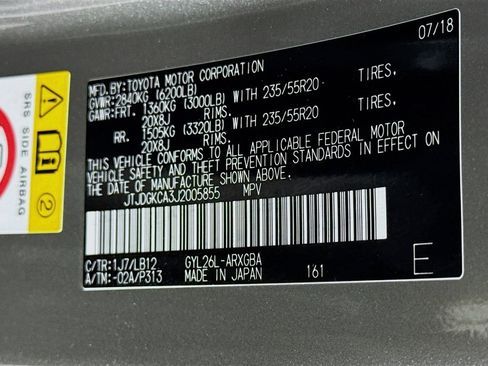 07/18
MFD.BY:TOYOTA MOTOR CORPORATION
GVWR:2840KG (6200LB)
GAWR:FRT. 1360KG (3000LB) WITH 235/55R20 TIRES,
20X8J RIMS,
RR. 1505KG (3320LB) WITH 235/55R20 TIRES,
20X8J RIMS.
THIS VEHICLE CONFORMS TO ALL APPLICABLE FEDERAL MOTOR
VEHICLE SAFETY AND THEFT PREVENTION STANDARDS IN EFFECT ON
THE DATE OF MANUFACTURE SHOWN ABOVE.
JTJDGKCA3J2005855 MPV
C/TR:1J7/LB12 GYL26L-ARXGBA
A/TM:-02A/P313 MADE IN JAPAN 161
E
SRS SIDE AIRBAG
2